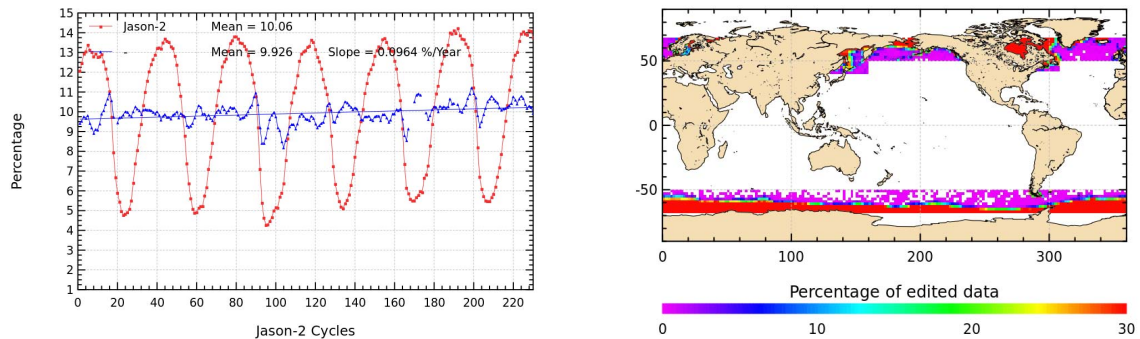 Jason-2 Mean = 10.06
- Mean = 9.926 Slope = 0.0964 %/Year
15
14
13
12
11
10
9
8
7
6
5
4
3
2
1
Percentage
0 20 40 60 80 100 120 140 160 180 200 220
Jason-2 Cycles
50
0
-50
0 100 200 300
Percentage of edited data
0 10 20 30